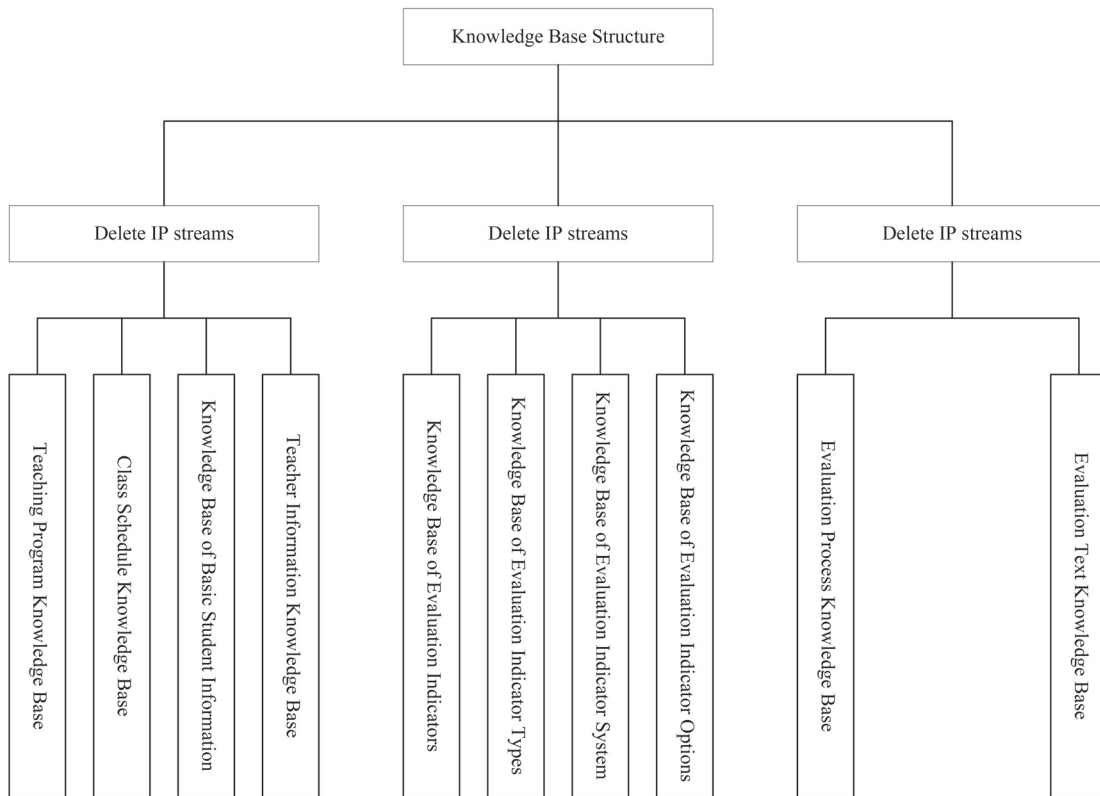 Knowledge Base Structure
Delete IP streams
Delete IP streams
Delete IP streams
Teaching Program Knowledge Base
Class Schedule Knowledge Base
Knowledge Base of Basic Student Information
Teacher Information Knowledge Base
Knowledge Base of Evaluation Indicators
Knowledge Base of Evaluation Indicator Types
Knowledge Base of Evaluation Indicator System
Knowledge Base of Evaluation Indicator Options
Evaluation Process Knowledge Base
Evaluation Text Knowledge Base